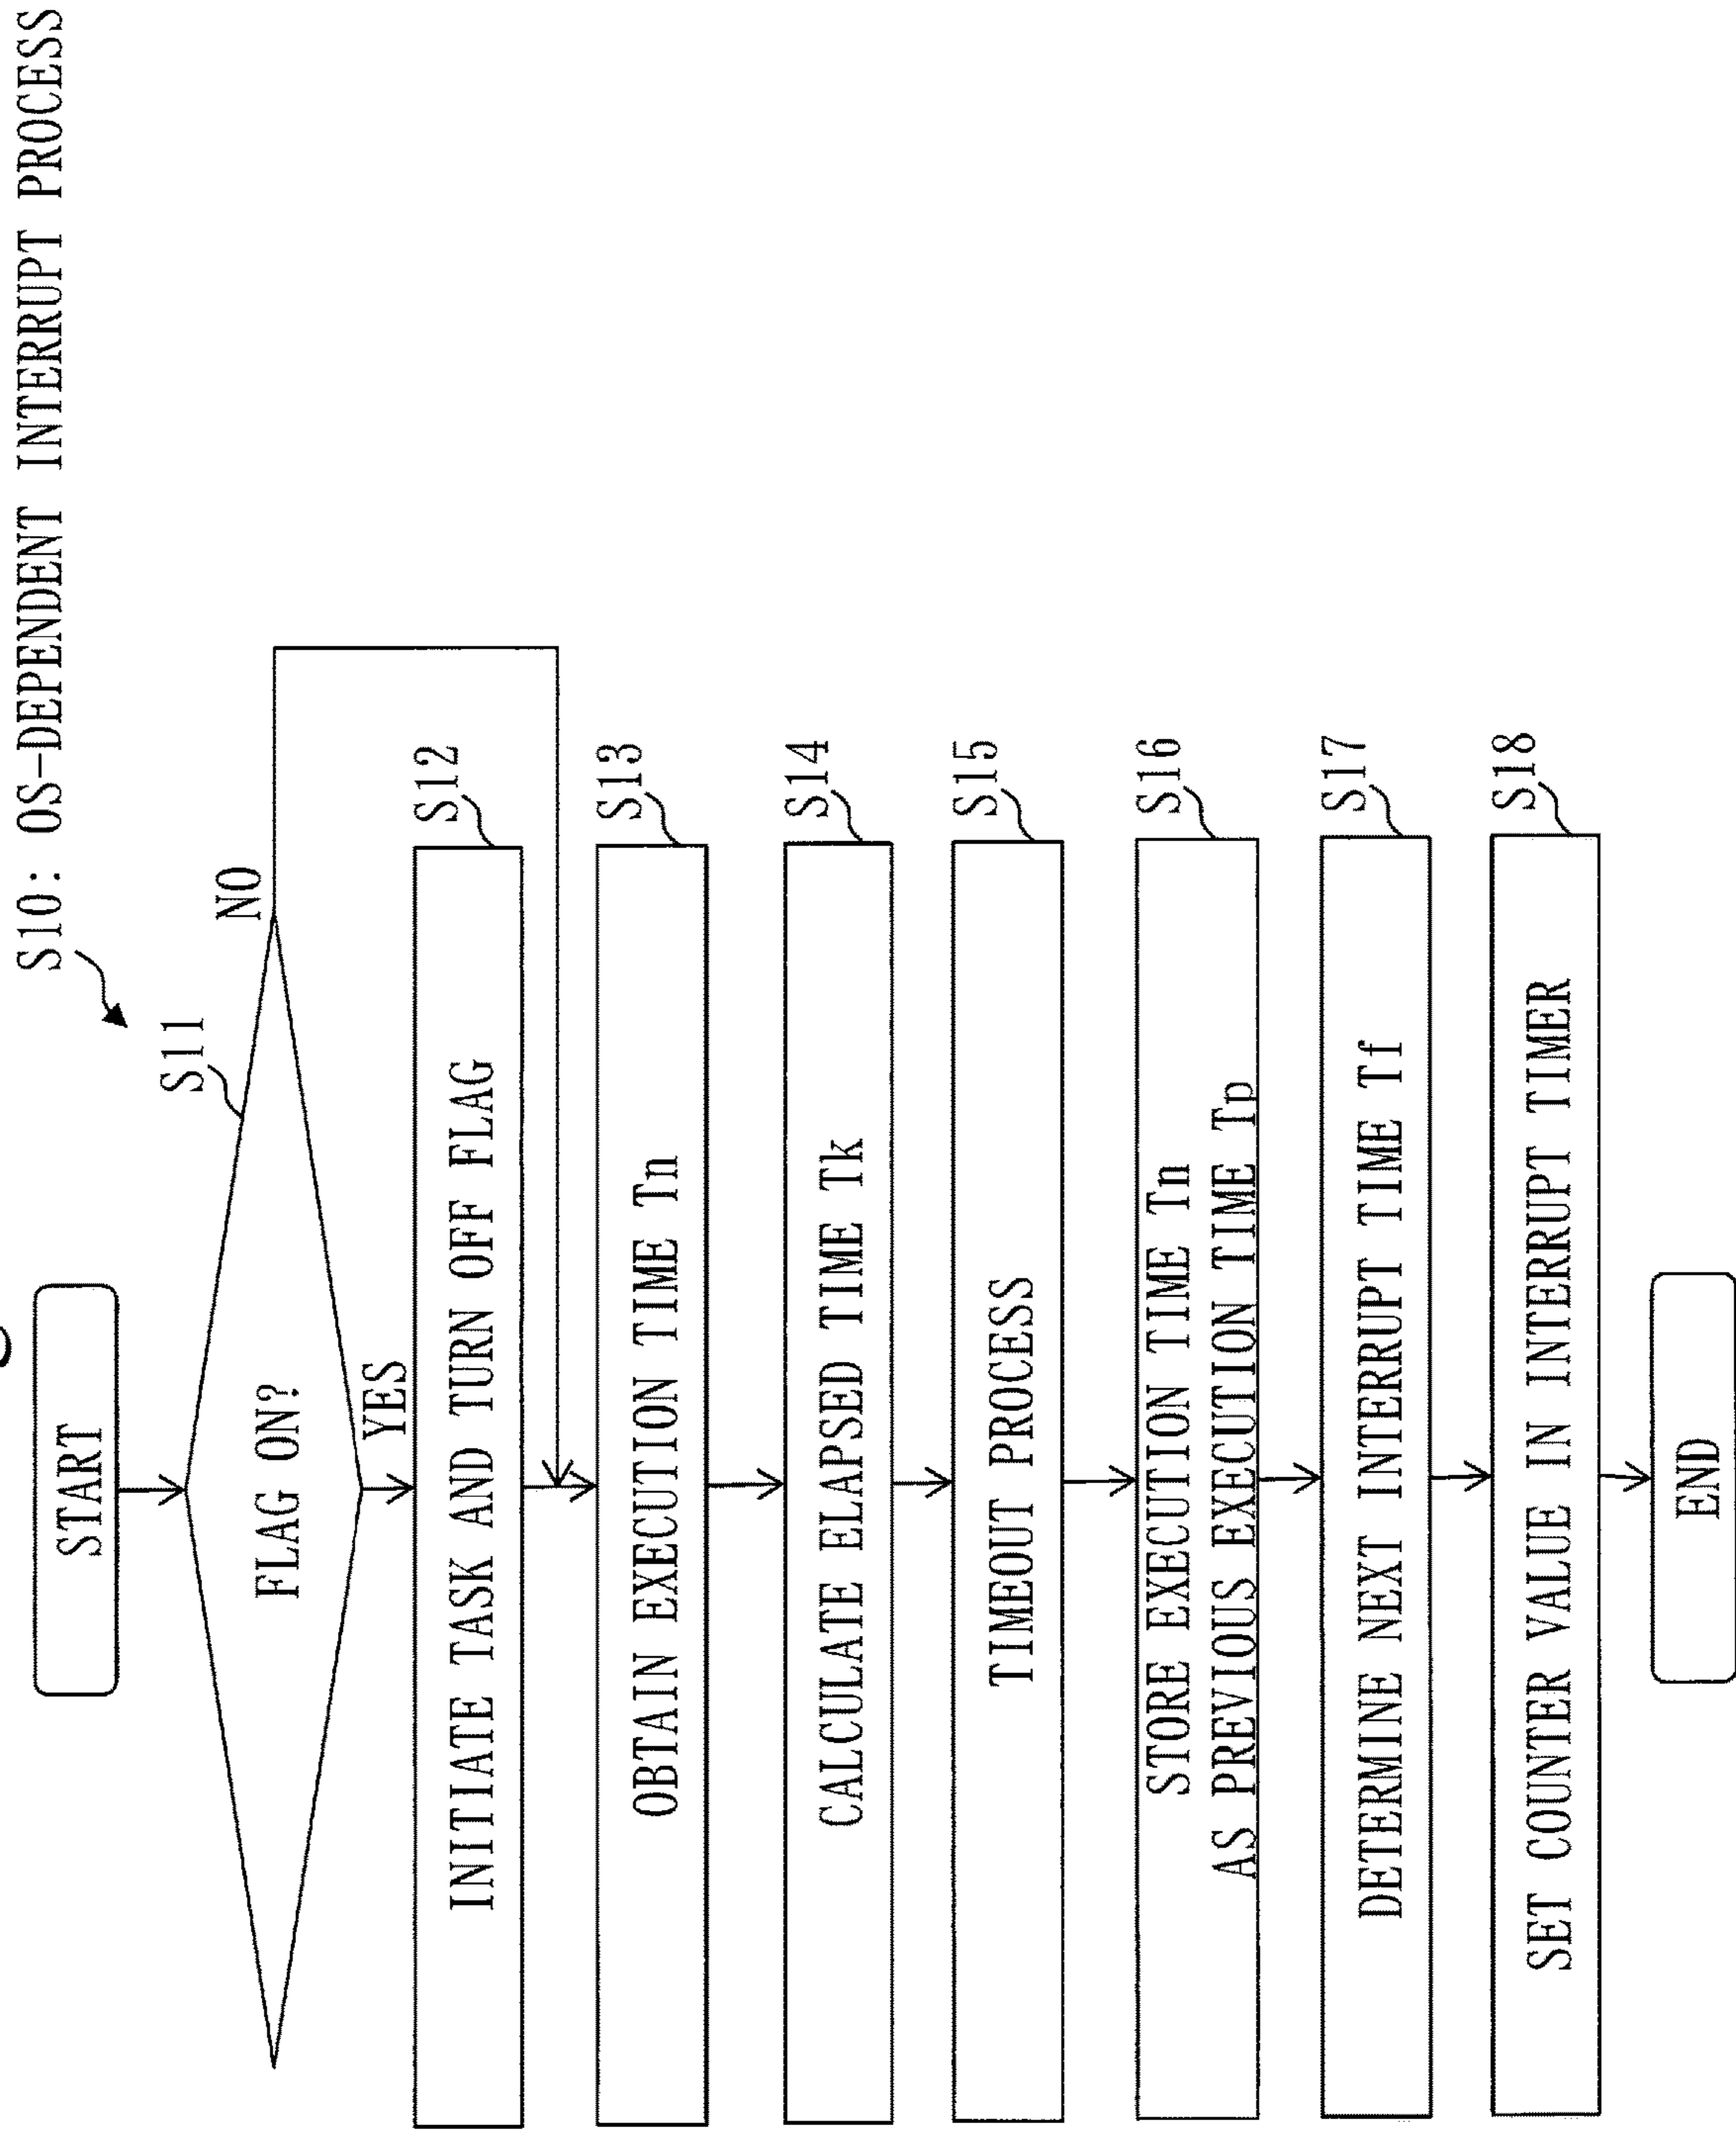 S10: OS-DEPENDENT INTERRUPT PROCESS
START
S11
FLAG ON?
NO
YES
S12
INITIATE TASK AND TURN OFF FLAG
S13
OBTAIN EXECUTION TIME Tn
S14
CALCULATE ELAPSED TIME Tk
S15
TIMEOUT PROCESS
S16
STORE EXECUTION TIME Tn
AS PREVIOUS EXECUTION TIME Tp
S17
DETERMINE NEXT INTERRUPT TIME Tf
S18
SET COUNTER VALUE IN INTERRUPT TIMER
END